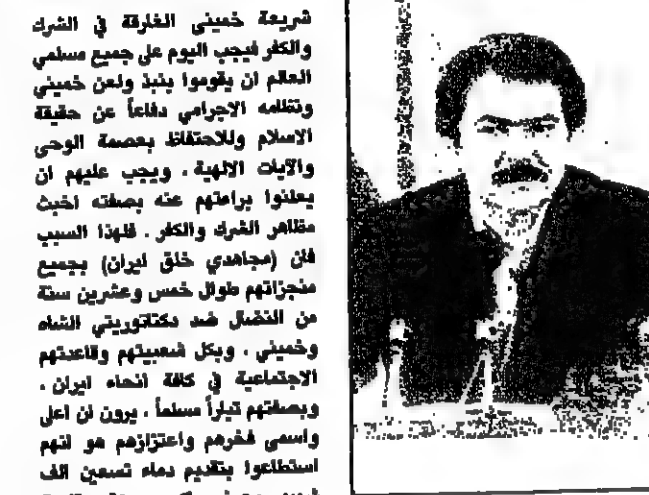 شريعة خميني الغارقة في الشرك
والكفر فيجب اليوم على جميع مسلمي
العالم ان يقوموا بنبذ ولعن خميني
ونظامه الاجرامي دفاعاً عن حقيقة
الاسلام وللاحتفاظ بعصمة الوحى
والآيات الالهية ، ويجب عليهم ان
يعلنوا براءتهم عنه بصفته اخبث
مظاهر الشرك والكفر . فلهذا السبب
فان (مجاهدي خلق ايران) بجميع
منجزاتهم طوال خمس وعشرين سنة
من النضال ضد دكتاتوريتي الشاه
وخميني ، وبكل شعبيتهم وقاعدتهم
الاجتماعية في كافة انحاء ايران ،
وبصفتهم تياراً مسلماً ، يرون ان اعلى
واسمى فخرهم واعتزازهم هو انهم
استطاعوا بتقديم دماء تسعين الف